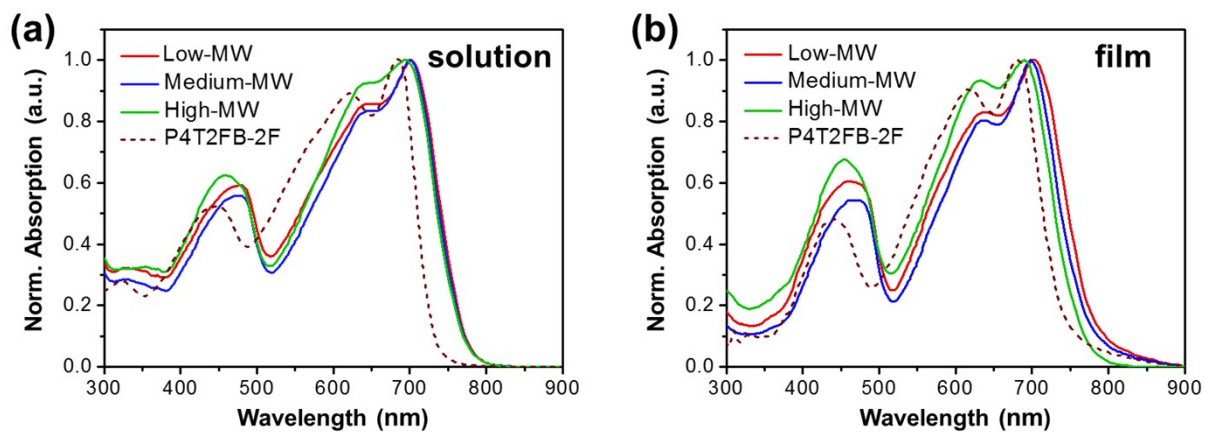 (a)
Low-MW
solution
Medium-MW
High-MW
P4T2FB-2F
Norm. Absorption (a.u.)
1.0
0.8
0.6
0.4
0.2
0.0
300 400 500 600 700 800 900
Wavelength (nm)
(b)
Low-MW
film
Medium-MW
High-MW
P4T2FB-2F
Norm. Absorption (a.u.)
1.0
0.8
0.6
0.4
0.2
0.0
300 400 500 600 700 800 900
Wavelength (nm)